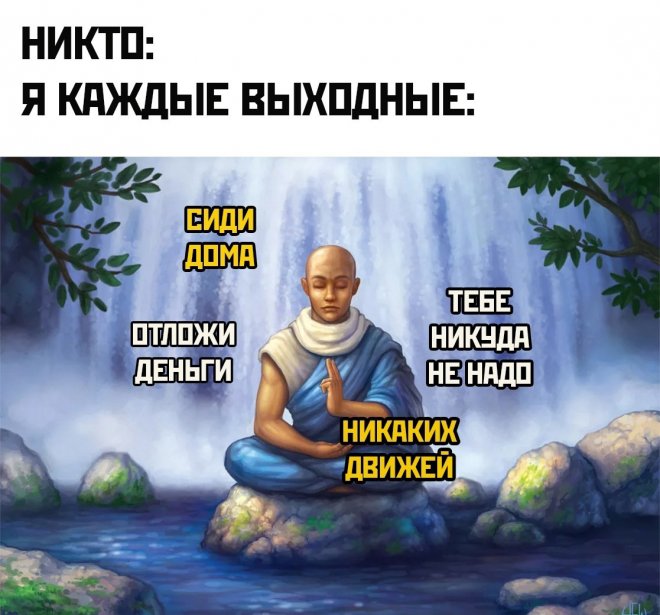 НИКТО:
Я КАЖДЫЕ ВЫХОДНЫЕ:
СИДИ
ДОМА
ОТЛОЖИ
ДЕНЬГИ
ТЕБЕ
НИКУДА
НЕ НАДО
НИКАКИХ
ДВИЖЕЙ